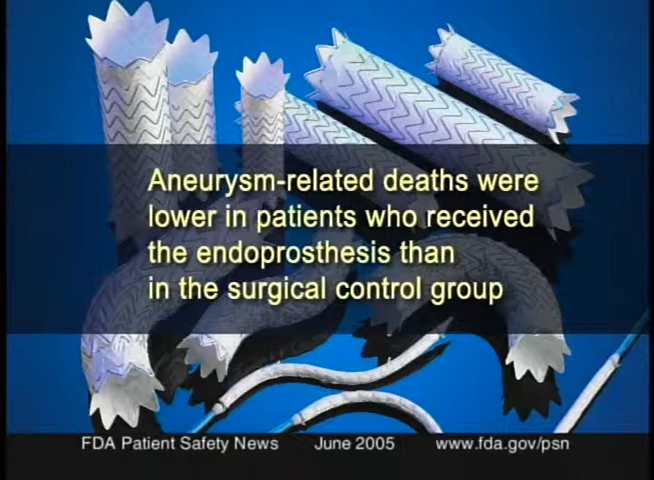 Aneurysm-related deaths were
lower in patients who received
the endoprosthesis than
in the surgical control group
FDA Patient Safety News June 2005 www.fda.gov/psn